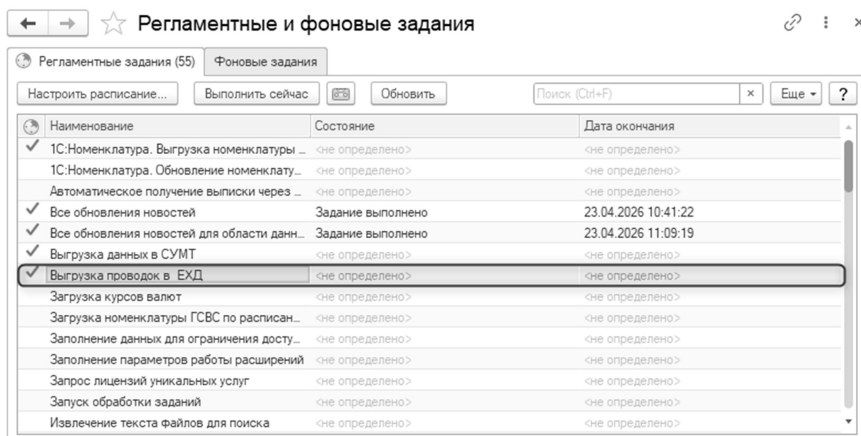 Регламентные и фоновые задания
Регламентные задания (55) Фоновые задания
Настроить расписание... Выполнить сейчас Обновить Поиск (Ctrl+F) × Еще ?
Наименование Состояние Дата окончания
1С:Номенклатура. Выгрузка номенклатуры ... <не определено> <не определено>
1С:Номенклатура. Обновление номенклату... <не определено> <не определено>
Автоматическое получение выписки через ... <не определено> <не определено>
Все обновления новостей Задание выполнено 23.04.2026 10:41:22
Все обновления новостей для области данн... Задание выполнено 23.04.2026 11:09:19
Выгрузка данных в СУМТ <не определено> <не определено>
Выгрузка проводок в ЕХД <не определено> <не определено>
Загрузка курсов валют <не определено> <не определено>
Загрузка номенклатуры ГСВС по расписан... <не определено> <не определено>
Заполнение данных для ограничения досту... <не определено> <не определено>
Заполнение параметров работы расширений <не определено> <не определено>
Запрос лицензий уникальных услуг <не определено> <не определено>
Запуск обработки заданий <не определено> <не определено>
Извлечение текста файлов для поиска <не определено> <не определено>